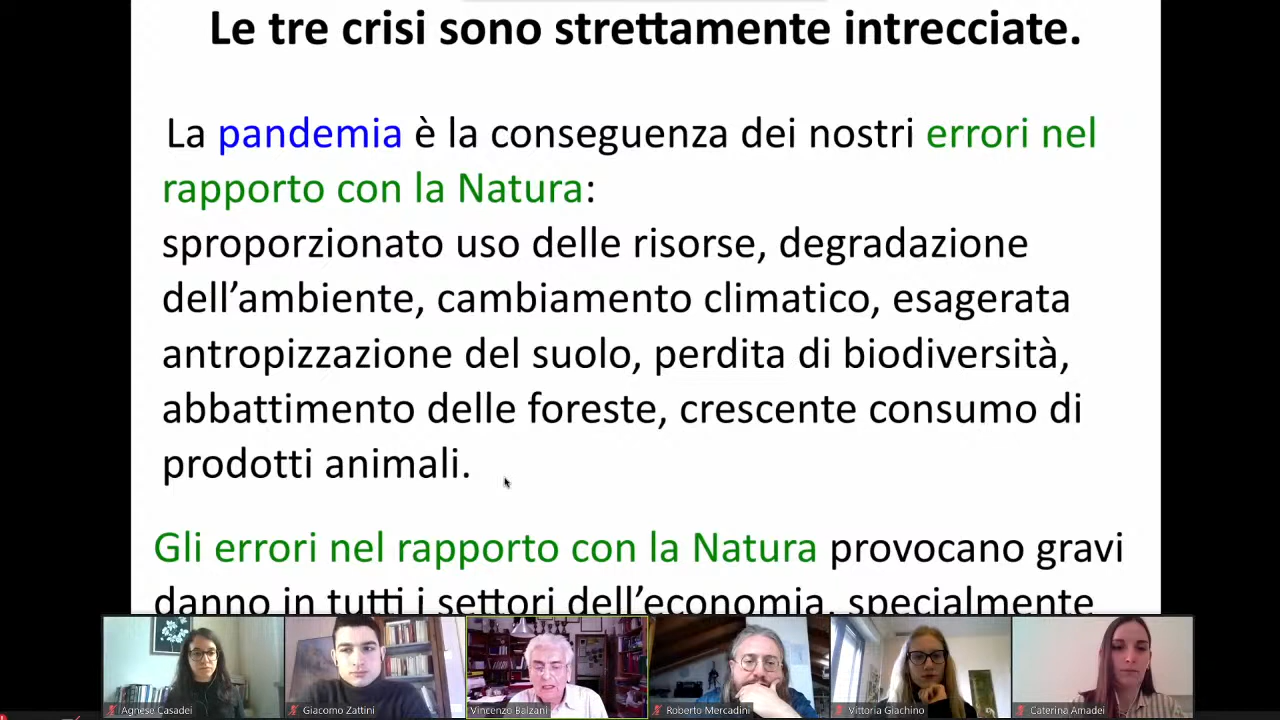 Le tre crisi sono strettamente intrecciate.
La pandemia è la conseguenza dei nostri errori nel
rapporto con la Natura:
sproporzionato uso delle risorse, degradazione
dell’ambiente, cambiamento climatico, esagerata
antropizzazione del suolo, perdita di biodiversità,
abbattimento delle foreste, crescente consumo di
prodotti animali.
Gli errori nel rapporto con la Natura provocano gravi
danno in tutti i settori dell’economia, specialmente
Agnese Casadei
Giacomo Zattini
Vincenzo Balzani
Roberto Mercadini
Vittoria Giachino
Caterina Amadei